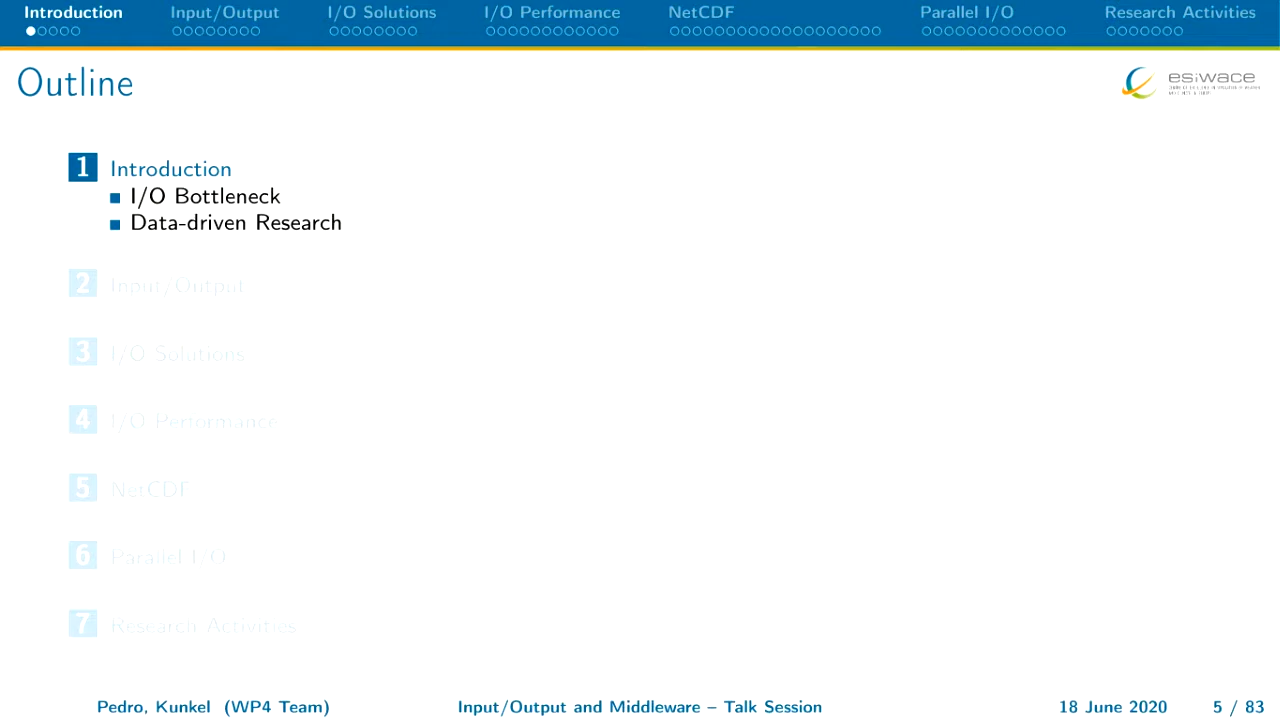 Introduction Input/Output I/O Solutions I/O Performance NetCDF Parallel I/O Research Activities
Outline
esiwace
1 Introduction
I/O Bottleneck
Data-driven Research
2 Input/Output
3 I/O Solutions
4 I/O Performance
5 NetCDF
6 Parallel I/O
7 Research Activities
Pedro, Kunkel (WP4 Team) Input/Output and Middleware – Talk Session 18 June 2020 5 / 83